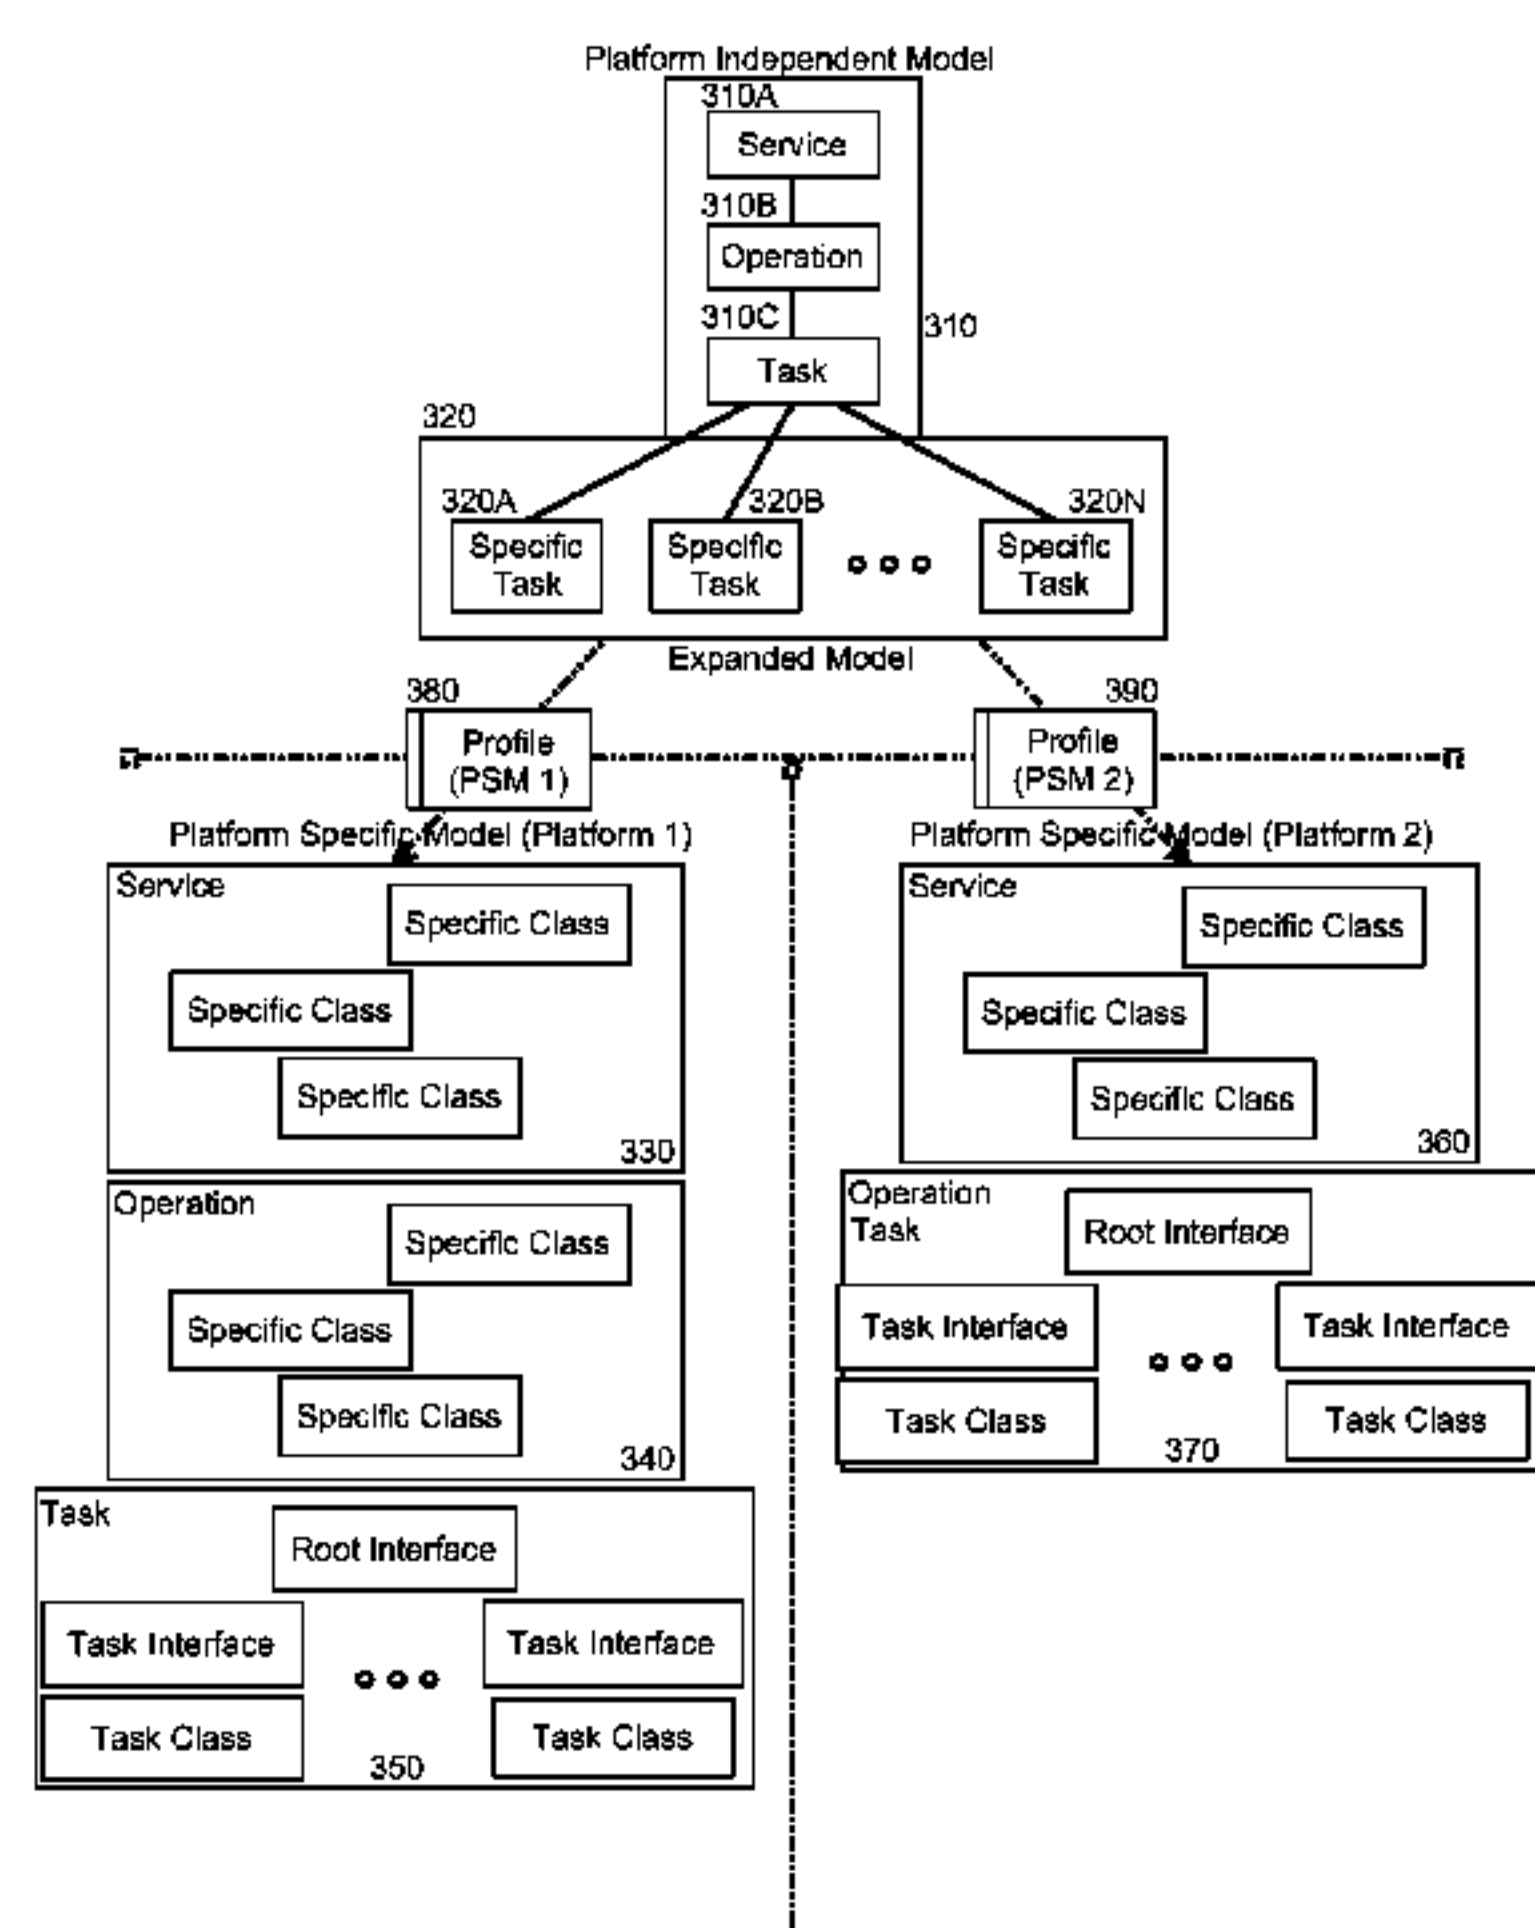 Platform Independent Model
310A
Service
310B
Operation
310C
310
Task
320
320A
320B
320N
Specific
Task
Specific
Task
Specific
Task
Expanded Model
380
390
Profile
(PSM 1)
Profile
(PSM 2)
Platform Specific Model (Platform 1)
Service
Specific Class
Specific Class
Specific Class
330
Operation
Specific Class
Specific Class
Specific Class
340
Task
Root Interface
Task Interface
Task Interface
Task Class
Task Class
350
Platform Specific Model (Platform 2)
Service
Specific Class
Specific Class
Specific Class
360
Operation
Task
Root Interface
Task Interface
Task Interface
Task Class
Task Class
370